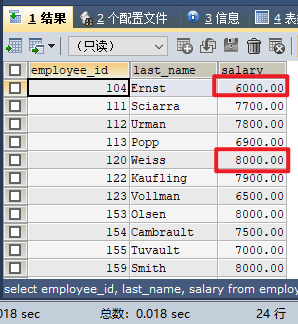 1 结果 2 个配置文件 3 信息 4 表
（只读）
employee_id last_name salary
104 Ernst 6000.00
111 Sciarra 7700.00
112 Urman 7800.00
113 Popp 6900.00
120 Weiss 8000.00
122 Kaufling 7900.00
123 Vollman 6500.00
153 Olsen 8000.00
154 Cambrault 7500.00
155 Tuvault 7000.00
159 Smith 8000.00
select employee_id, last_name, salary from employ
sec 总数: 0.018 sec 24 行